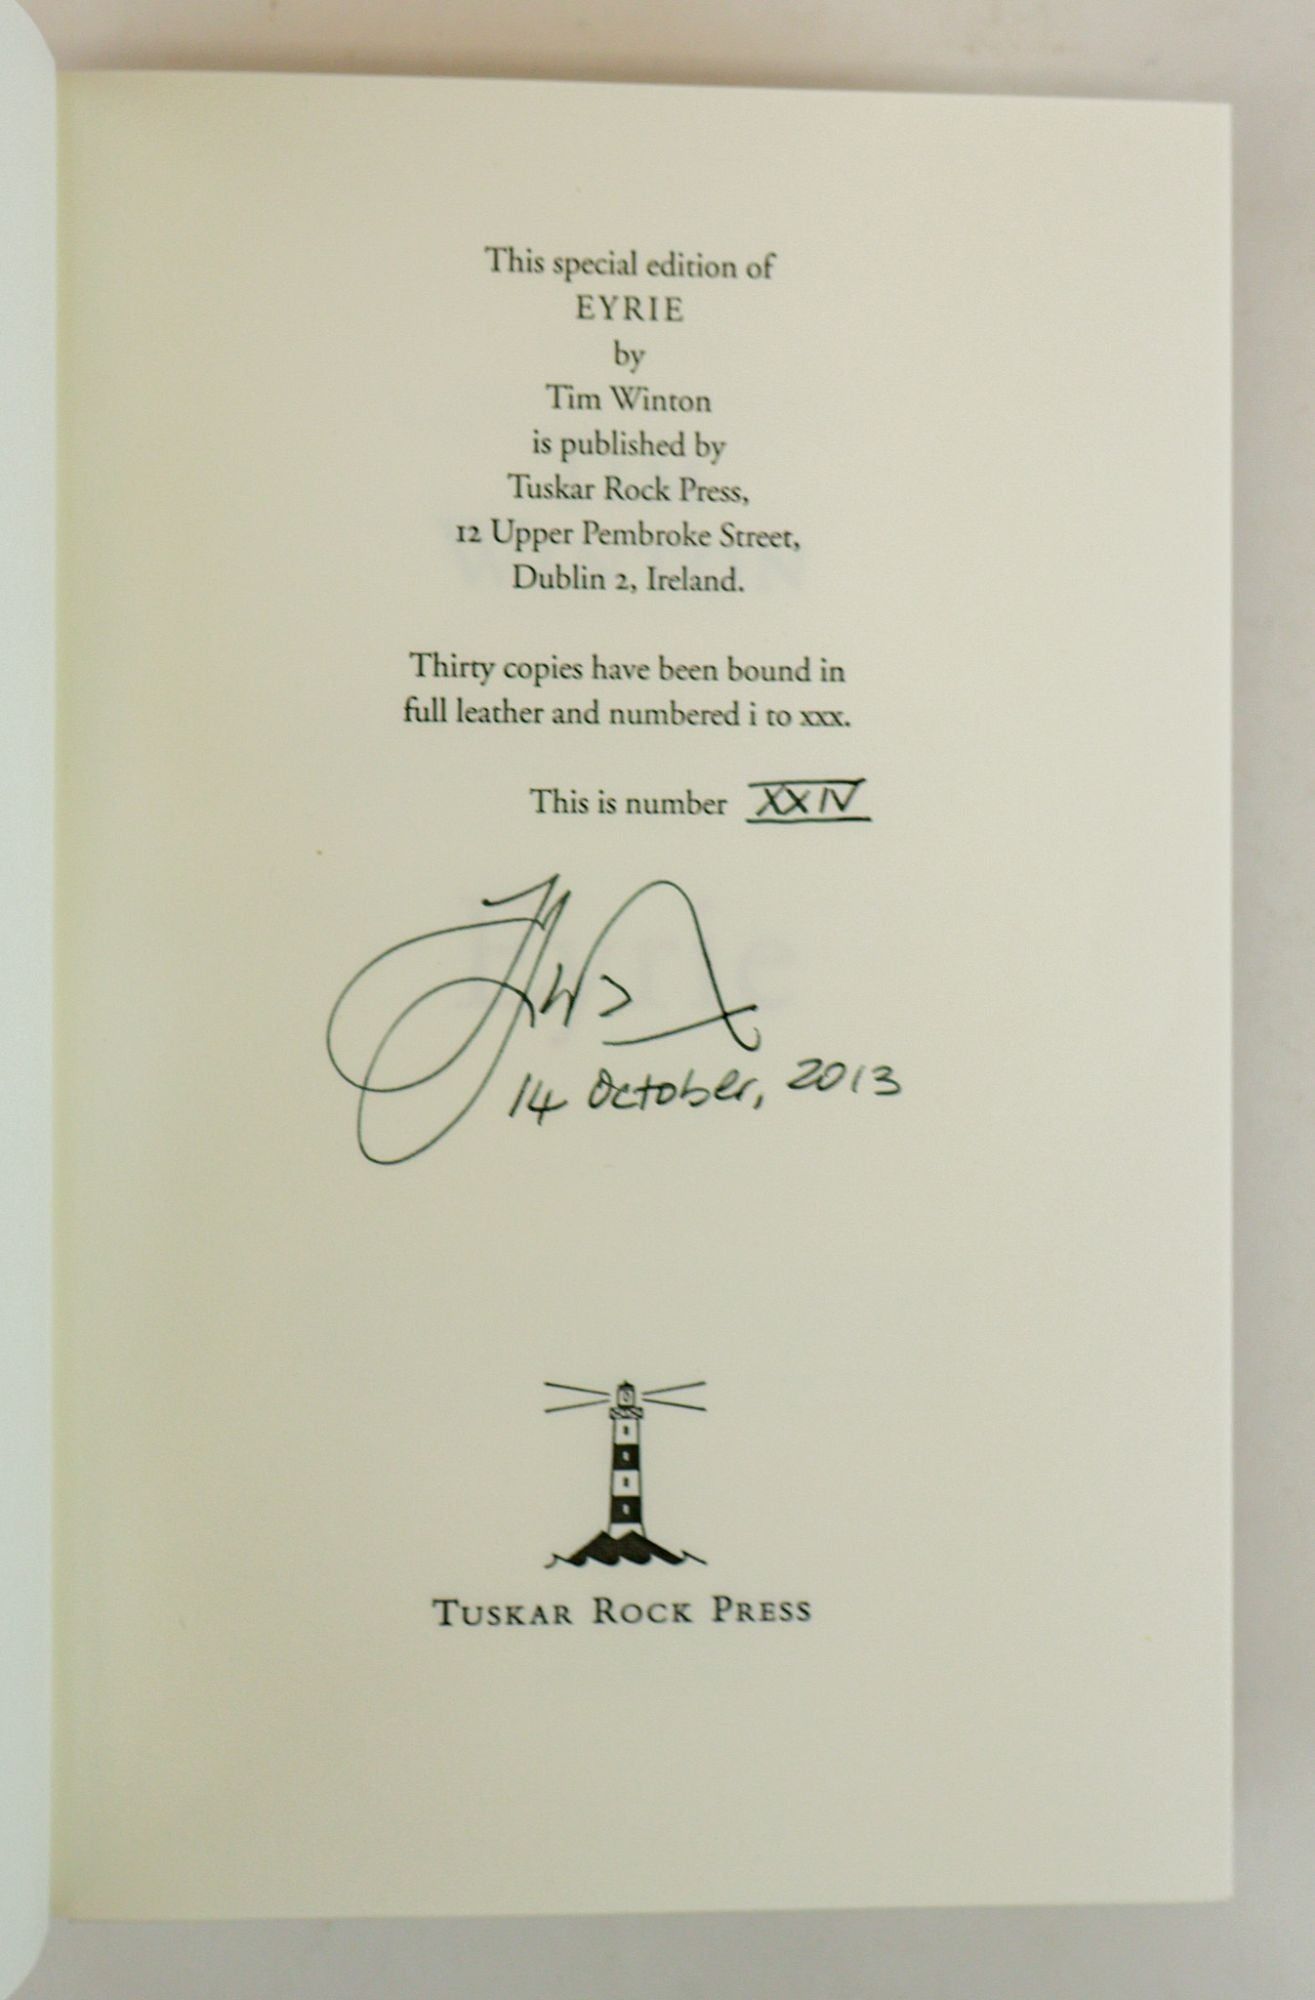 This special edition of
EYRIE
by
Tim Winton
is published by
Tuskar Rock Press,
12 Upper Pembroke Street,
Dublin 2, Ireland.
Thirty copies have been bound in
full leather and numbered i to xxx.
This is number XXIV
14 October, 2013
TUSKAR ROCK PRESS